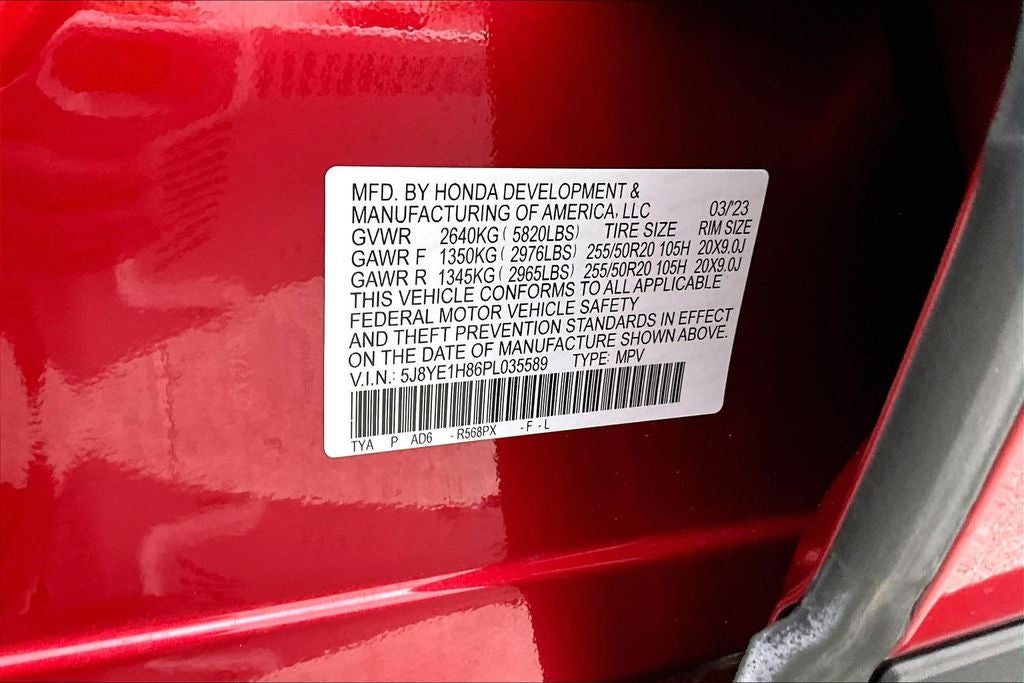 MFD. BY HONDA DEVELOPMENT &
MANUFACTURING OF AMERICA, LLC 03/'23
GVWR 2640KG ( 5820LBS) TIRE SIZE RIM SIZE
GAWR F 1350KG ( 2976LBS) 255/50R20 105H 20X9.0J
GAWR R 1345KG ( 2965LBS) 255/50R20 105H 20X9.0J
THIS VEHICLE CONFORMS TO ALL APPLICABLE
FEDERAL MOTOR VEHICLE SAFETY
AND THEFT PREVENTION STANDARDS IN EFFECT
ON THE DATE OF MANUFACTURE SHOWN ABOVE.
V.I.N.: 5J8YE1H86PL035589 TYPE: MPV
TYA P AD6 - R568PX - F - L